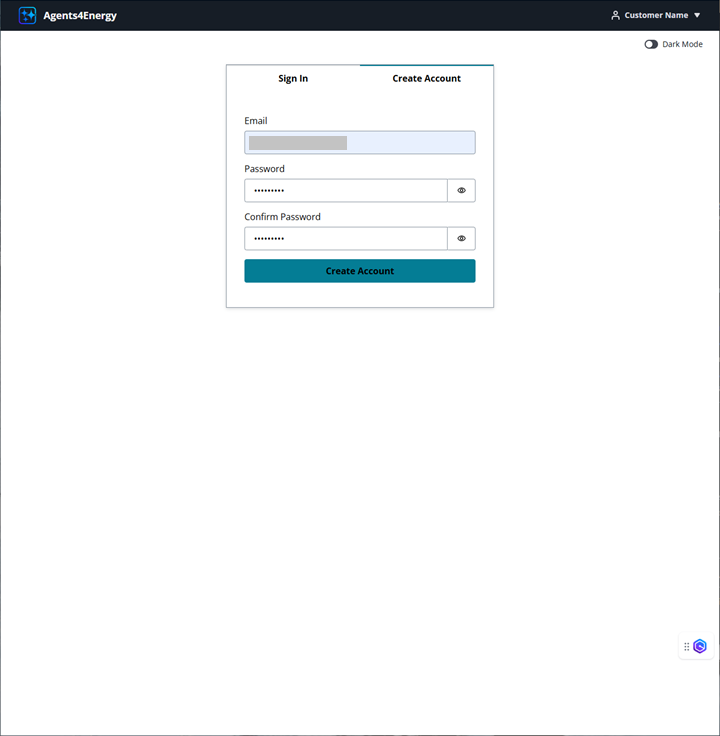 Agents4Energy
Customer Name
Dark Mode
Sign In
Create Account
Email
Password
•••••••••
Confirm Password
•••••••••
Create Account